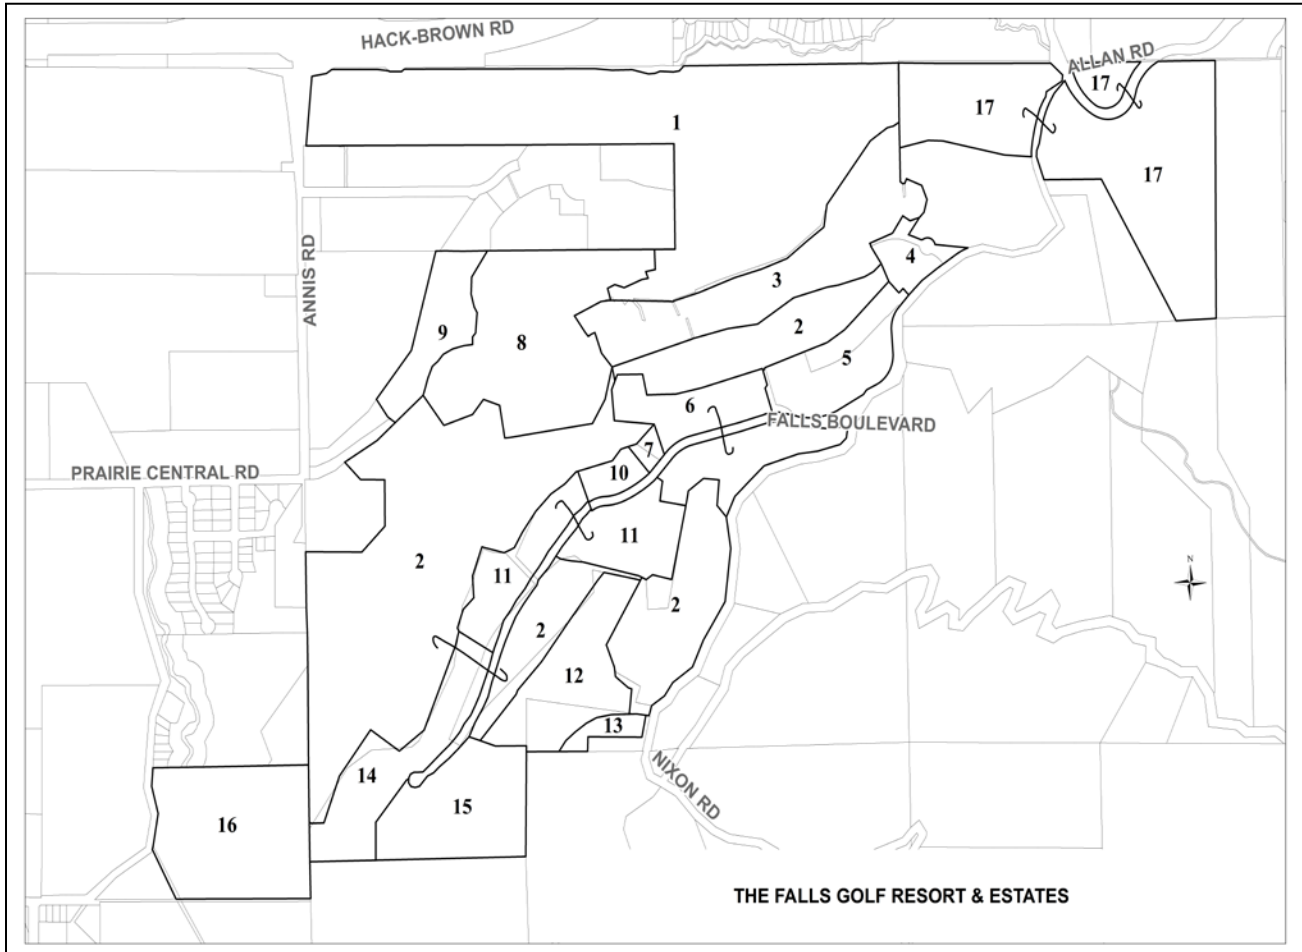 HACK-BROWN RD
ALLAN RD
17
17
1
17
ANNIS RD
4
3
2
9
8
5
6
FALLS BOULEVARD
7
PRAIRIE CENTRAL RD
10
11
2
11
N
2
2
12
13
NIXON RD
14
15
16
THE FALLS GOLF RESORT & ESTATES